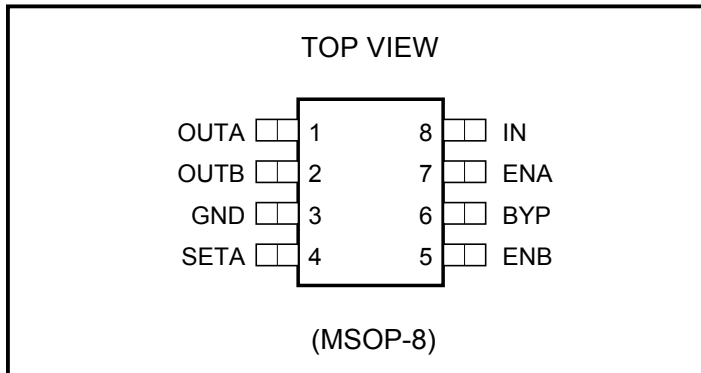 TOP VIEW
OUTA 1 8 IN
OUTB 2 7 ENA
GND 3 6 BYP
SETA 4 5 ENB
(MSOP-8)